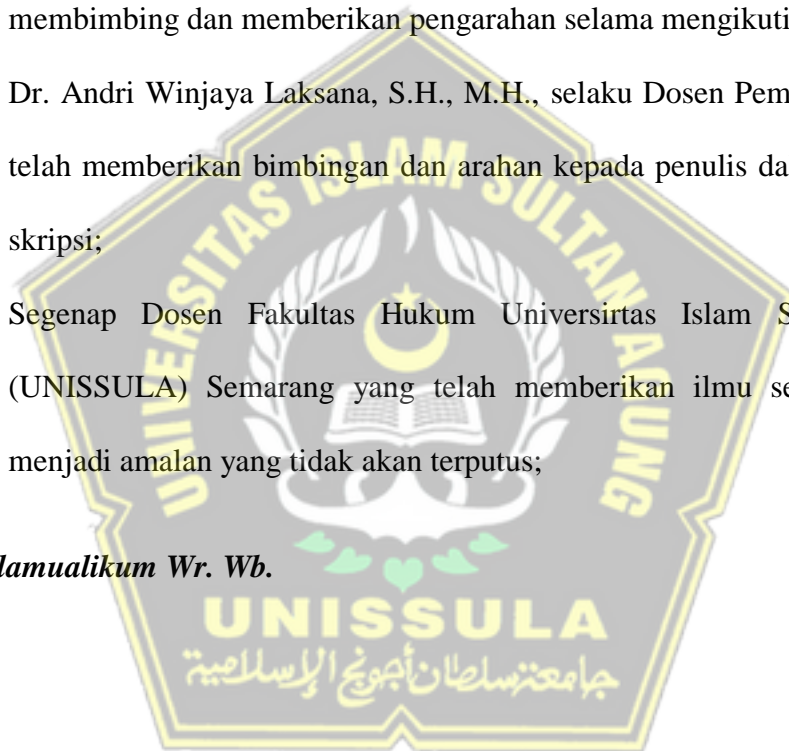 membimbing dan memberikan pengarahan selama mengikuti
Dr. Andri Winjaya Laksana, S.H., M.H., selaku Dosen Pem
telah memberikan bimbingan dan arahan kepada penulis da
skripsi;
Segenap Dosen Fakultas Hukum Universirtas Islam S
(UNISSULA) Semarang yang telah memberikan ilmu se
menjadi amalan yang tidak akan terputus;
lamualikum Wr. Wb.
UNIVERSITAS ISLAM SULTAN AGUNG
UNISSULA
جامعة سلطان أجونج الإسلامية